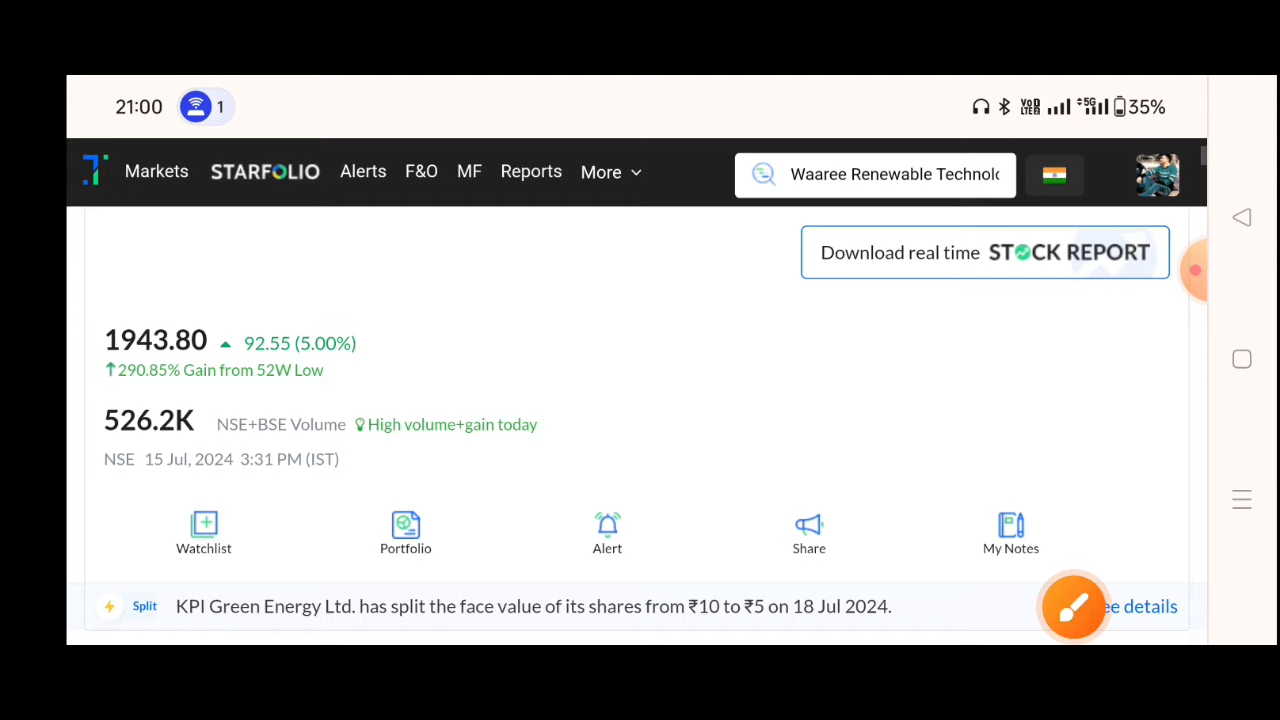 21:00 1 VoD LTE2 5G 35%
Markets STARFOLIO Alerts F&O MF Reports More Waaree Renewable Technolo
Download real time STOCK REPORT
1943.80 92.55 (5.00%)
290.85% Gain from 52W Low
526.2K NSE+BSE Volume High volume+gain today
NSE 15 Jul, 2024 3:31 PM (IST)
Watchlist Portfolio Alert Share My Notes
Split KPI Green Energy Ltd. has split the face value of its shares from ₹10 to ₹5 on 18 Jul 2024. ee details